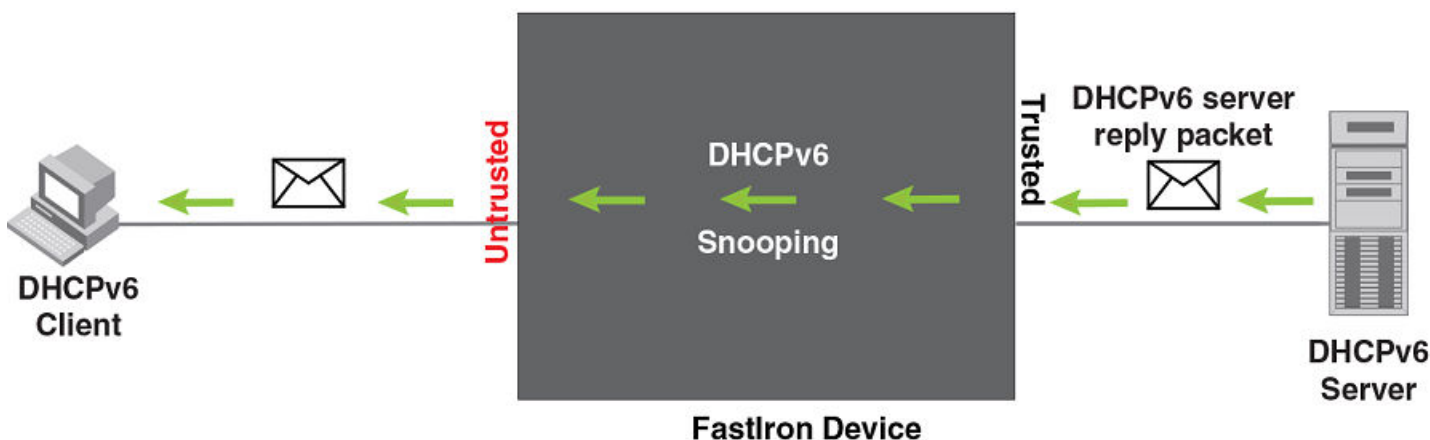 DHCPv6
Client
Untrusted
DHCPv6
Snooping
Trusted
DHCPv6 server
reply packet
DHCPv6
Server
FastIron Device